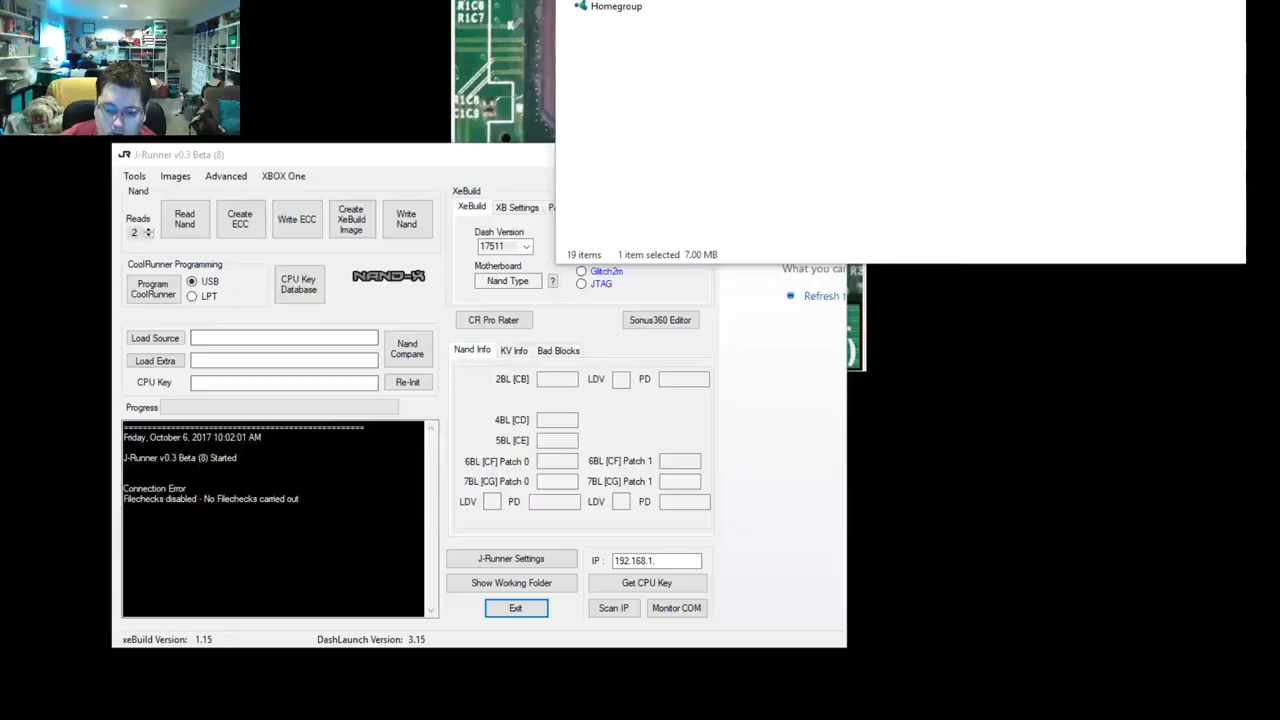 R1C6
R1C7
K
R1C8
C1C9
Homegroup
19 items 1 item selected 7.00 MB
J-Runner v0.3 Beta (8)
Tools Images Advanced XBOX One
Nand
Reads
2
Read Nand
Create ECC
Write ECC
Create XeBuild Image
Write Nand
CoolRunner Programming
Program CoolRunner
USB
LPT
CPU Key Database
NAND-X
XeBuild
XeBuild XB Settings
Dash Version
17511
Motherboard
Nand Type ?
Glitch2m
JTAG
What you can
Refresh
CR Pro Rater Sonus360 Editor
Load Source
Load Extra
CPU Key
Nand Compare
Re-Init
Progress
Nand Info KV Info Bad Blocks
2BL [CB] LDV PD
4BL [CD]
5BL [CE]
6BL [CF] Patch 0 6BL [CF] Patch 1
7BL [CG] Patch 0 7BL [CG] Patch 1
LDV PD LDV PD
==================================================
Friday, October 6, 2017 10:02:01 AM
J-Runner v0.3 Beta (8) Started
Connection Error
Filechecks disabled - No Filechecks carried out
J-Runner Settings
Show Working Folder
Exit
IP : 192.168.1.
Get CPU Key
Scan IP Monitor COM
xeBuild Version: 1.15 DashLaunch Version: 3.15